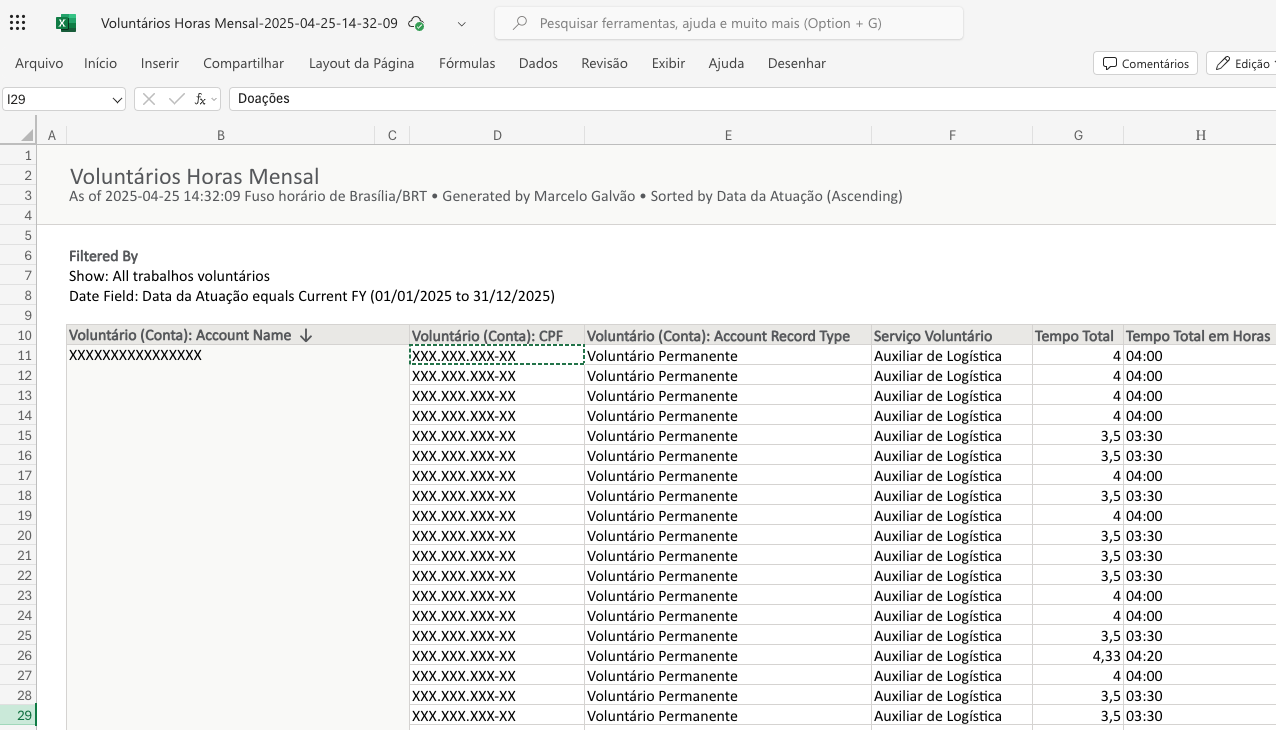 Voluntários Horas Mensal-2025-04-25-14-32-09
Pesquisar ferramentas, ajuda e muito mais (Option + G)
Arquivo Início Inserir Compartilhar Layout da Página Fórmulas Dados Revisão Exibir Ajuda Desenhar Comentários Edição
I29 fx Doações
A B C D E F G H
1
2 Voluntários Horas Mensal
3 As of 2025-04-25 14:32:09 Fuso horário de Brasília/BRT • Generated by Marcelo Galvão • Sorted by Data da Atuação (Ascending)
4
5
6 Filtered By
7 Show: All trabalhos voluntários
8 Date Field: Data da Atuação equals Current FY (01/01/2025 to 31/12/2025)
9
10 Voluntário (Conta): Account Name ↓ Voluntário (Conta): CPF Voluntário (Conta): Account Record Type Serviço Voluntário Tempo Total Tempo Total em Horas
11 XXXXXXXXXXXXXXXX XXX.XXX.XXX-XX Voluntário Permanente Auxiliar de Logística 4 04:00
12 XXX.XXX.XXX-XX Voluntário Permanente Auxiliar de Logística 4 04:00
13 XXX.XXX.XXX-XX Voluntário Permanente Auxiliar de Logística 4 04:00
14 XXX.XXX.XXX-XX Voluntário Permanente Auxiliar de Logística 4 04:00
15 XXX.XXX.XXX-XX Voluntário Permanente Auxiliar de Logística 3,5 03:30
16 XXX.XXX.XXX-XX Voluntário Permanente Auxiliar de Logística 3,5 03:30
17 XXX.XXX.XXX-XX Voluntário Permanente Auxiliar de Logística 4 04:00
18 XXX.XXX.XXX-XX Voluntário Permanente Auxiliar de Logística 3,5 03:30
19 XXX.XXX.XXX-XX Voluntário Permanente Auxiliar de Logística 4 04:00
20 XXX.XXX.XXX-XX Voluntário Permanente Auxiliar de Logística 3,5 03:30
21 XXX.XXX.XXX-XX Voluntário Permanente Auxiliar de Logística 3,5 03:30
22 XXX.XXX.XXX-XX Voluntário Permanente Auxiliar de Logística 3,5 03:30
23 XXX.XXX.XXX-XX Voluntário Permanente Auxiliar de Logística 4 04:00
24 XXX.XXX.XXX-XX Voluntário Permanente Auxiliar de Logística 4 04:00
25 XXX.XXX.XXX-XX Voluntário Permanente Auxiliar de Logística 3,5 03:30
26 XXX.XXX.XXX-XX Voluntário Permanente Auxiliar de Logística 4,33 04:20
27 XXX.XXX.XXX-XX Voluntário Permanente Auxiliar de Logística 4 04:00
28 XXX.XXX.XXX-XX Voluntário Permanente Auxiliar de Logística 3,5 03:30
29 XXX.XXX.XXX-XX Voluntário Permanente Auxiliar de Logística 3,5 03:30